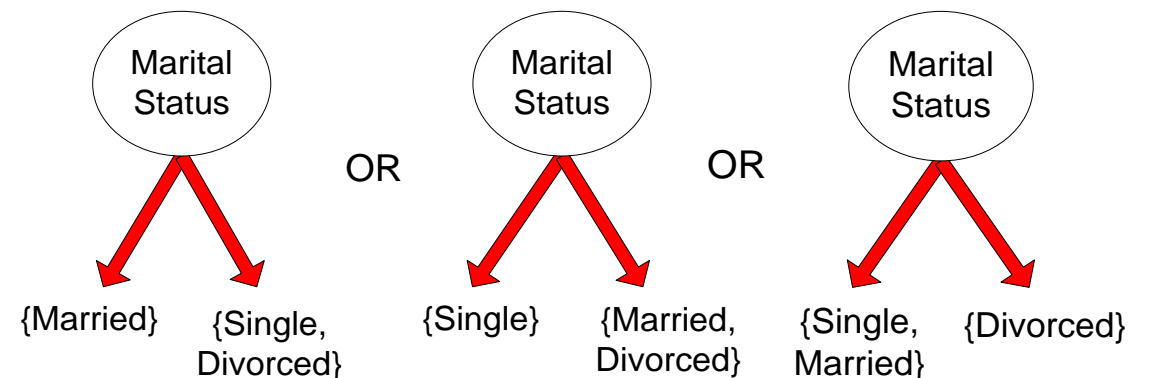 Marital
Status
Marital
Status
Marital
Status
OR
OR
{Married}
{Single,
Divorced}
{Single}
{Married,
Divorced}
{Single,
Married}
{Divorced}